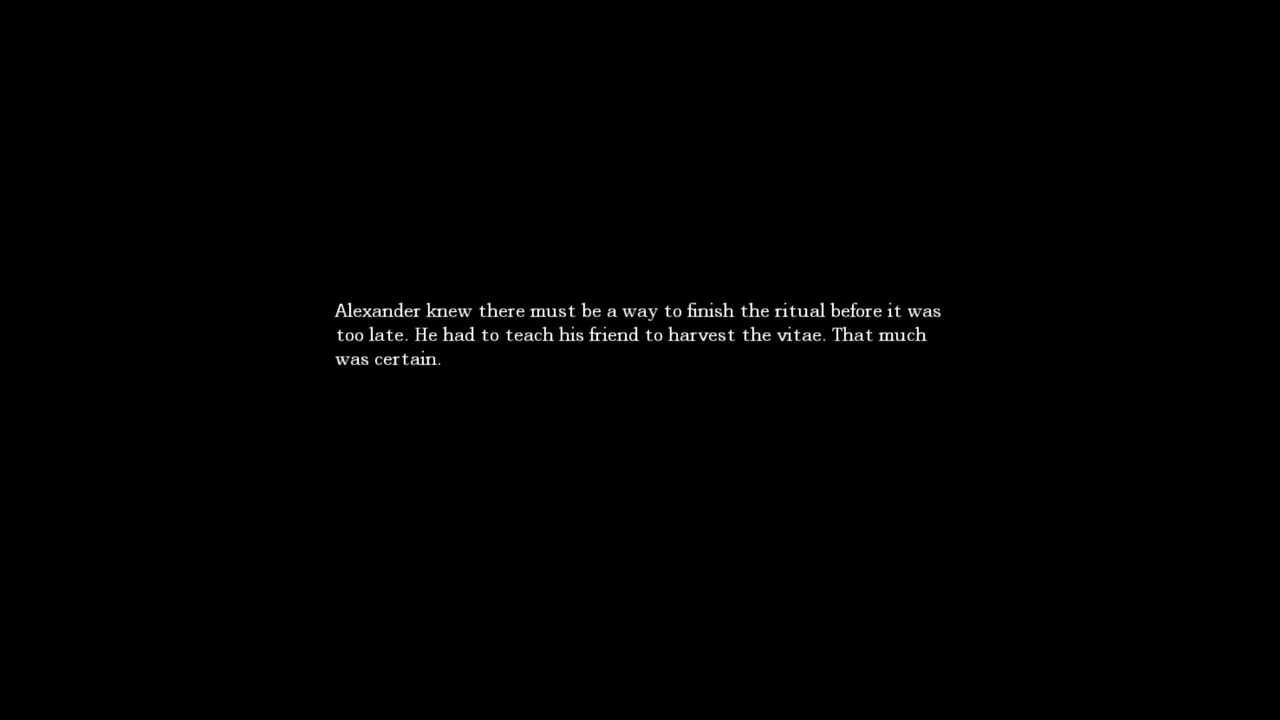 Alexander knew there must be a way to finish the ritual before it was
too late. He had to teach his friend to harvest the vitae. That much
was certain.